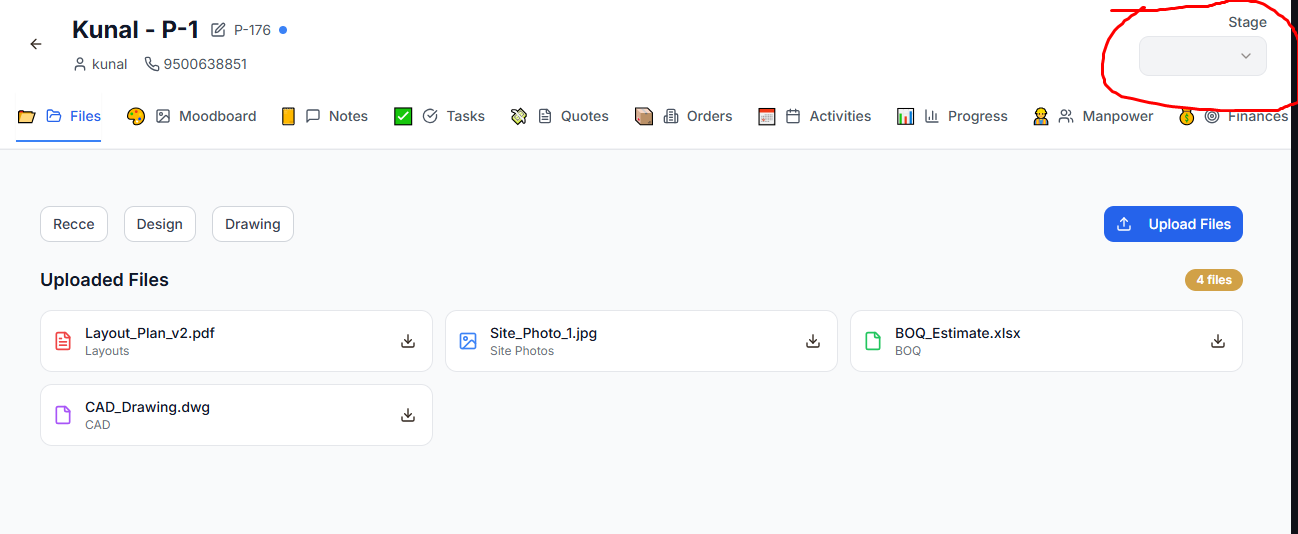 Kunal - P-1 P-176
Stage
kunal 9500638851
Files Moodboard Notes Tasks Quotes Orders Activities Progress Manpower Finances
Recce Design Drawing Upload Files
Uploaded Files 4 files
Layout_Plan_v2.pdf
Layouts
Site_Photo_1.jpg
Site Photos
BOQ_Estimate.xlsx
BOQ
CAD_Drawing.dwg
CAD